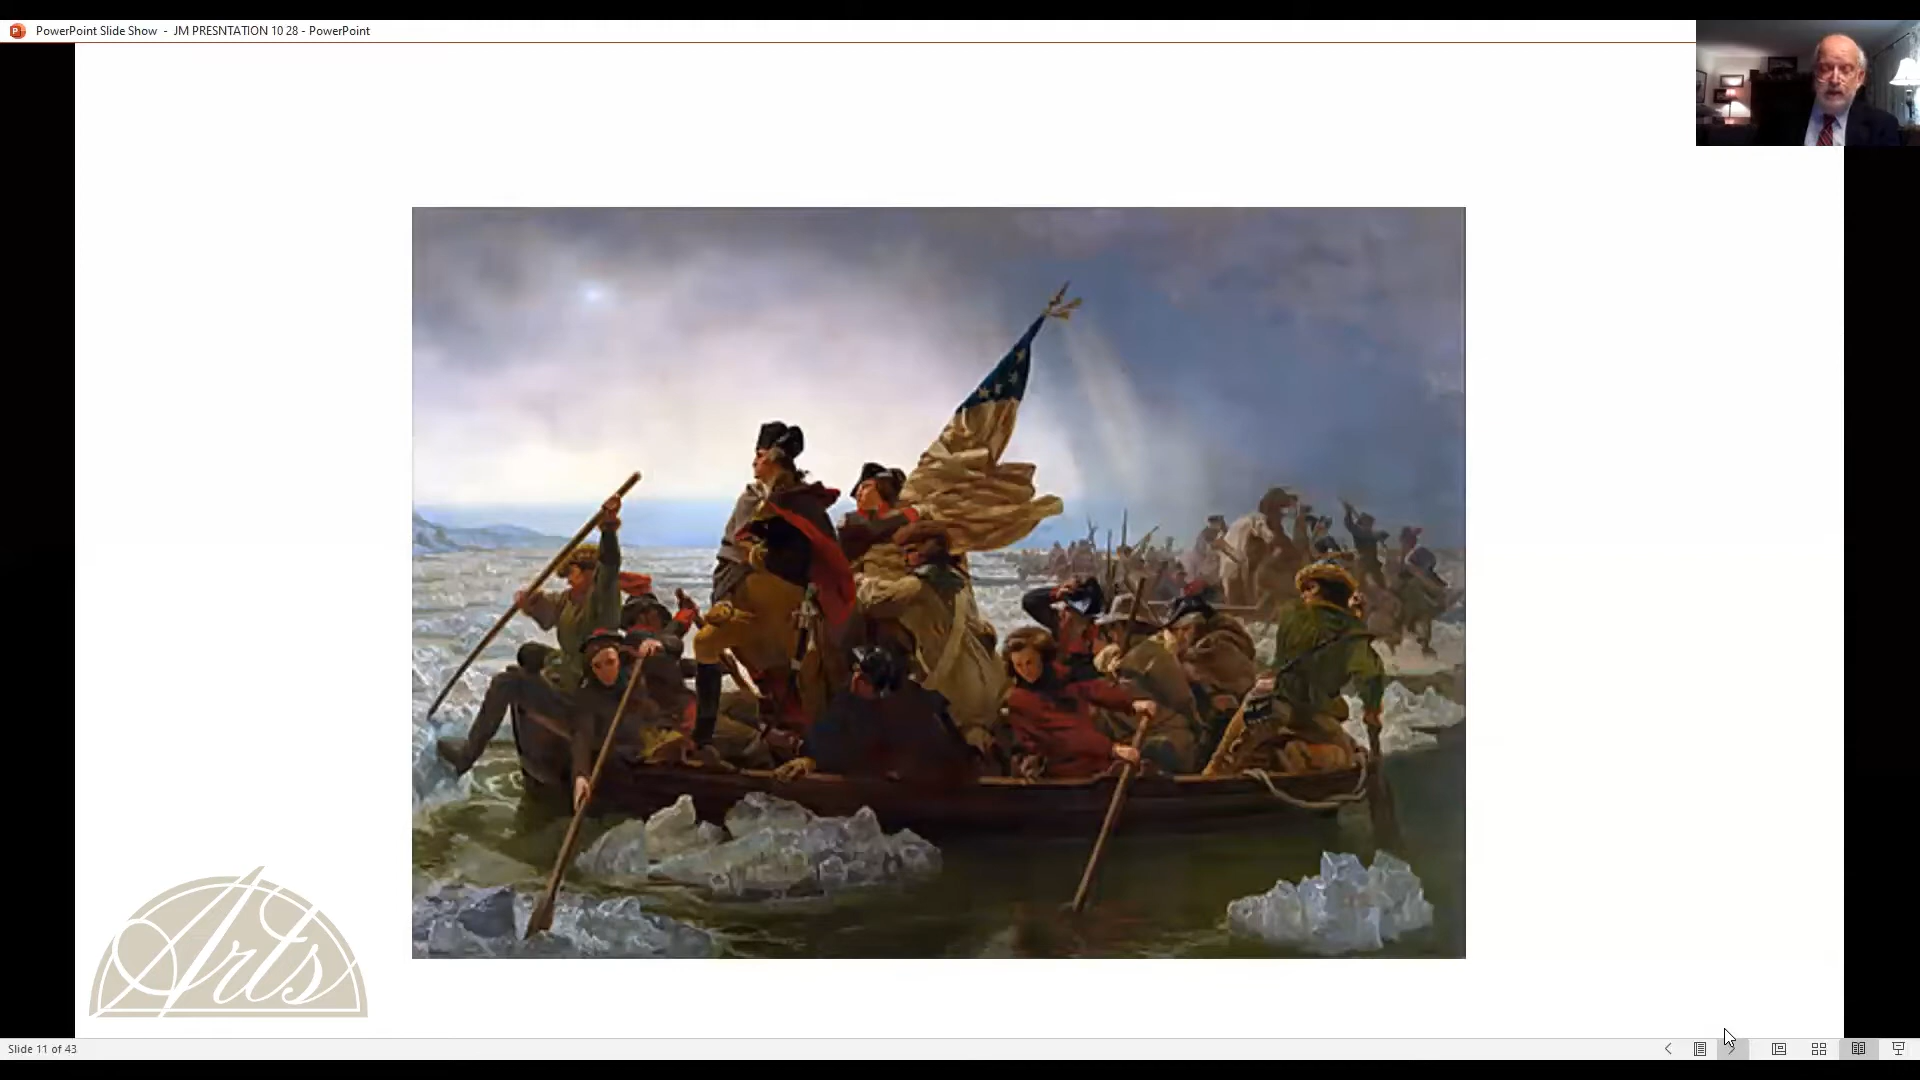 PowerPoint Slide Show - JM PRESNTATION 10 28 - PowerPoint
Arts
Slide 11 of 43